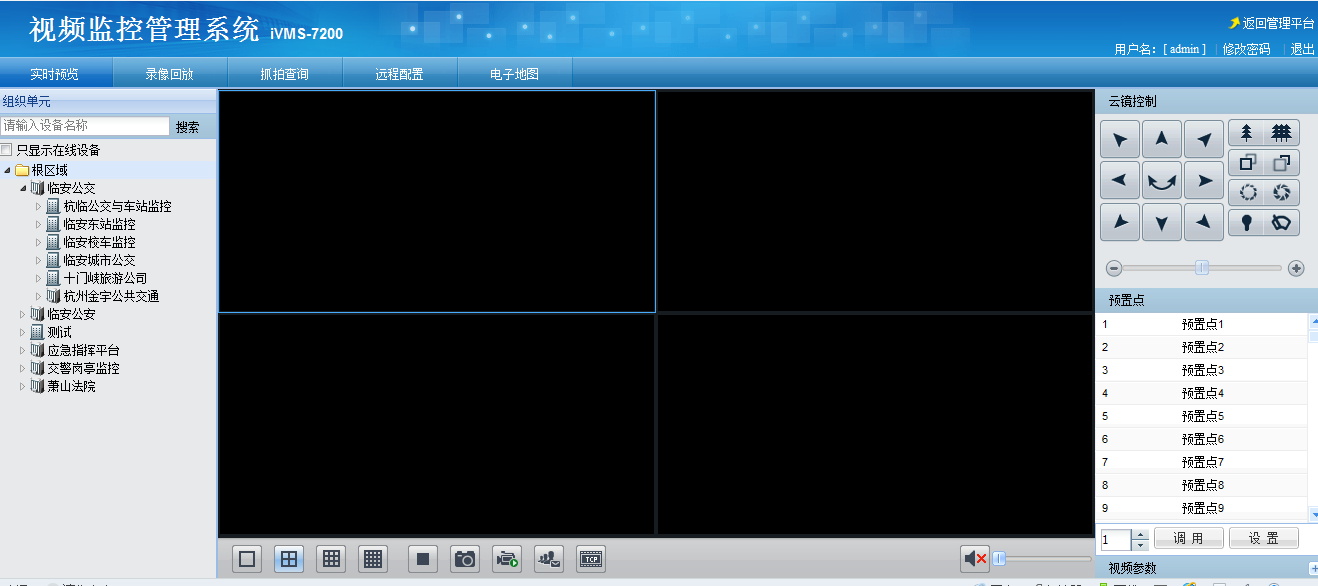 视频监控管理系统 iVMS-7200
返回管理平台
用户名：[ admin ] | 修改密码 | 退出
实时预览 录像回放 抓拍查询 远程配置 电子地图
组织单元
请输入设备名称 搜索
只显示在线设备
根区域
临安公交
杭临公交与车站监控
临安东站监控
临安校车监控
临安城市公交
十门峡旅游公司
杭州金宇公共交通
临安公安
测试
应急指挥平台
交警岗亭监控
萧山法院
TCP
云镜控制
预置点
1 预置点1
2 预置点2
3 预置点3
4 预置点4
5 预置点5
6 预置点6
7 预置点7
8 预置点8
9 预置点9
1 调 用 设 置
视频参数